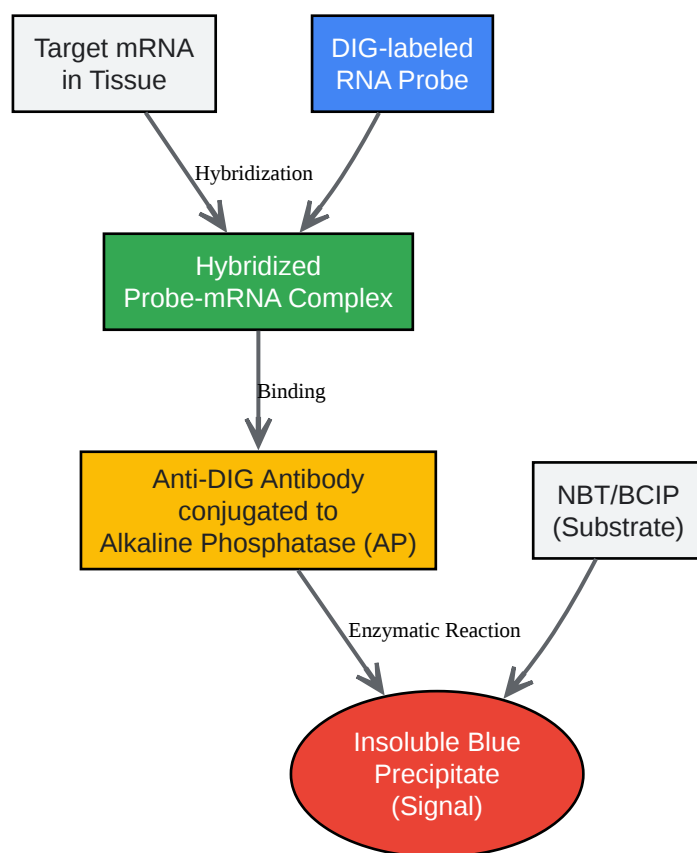 Target mRNA
in Tissue
DIG-labeled
RNA Probe
Hybridization
Hybridized
Probe-mRNA Complex
Binding
Anti-DIG Antibody
conjugated to
Alkaline Phosphatase (AP)
NBT/BCIP
(Substrate)
Enzymatic Reaction
Insoluble Blue
Precipitate
(Signal)